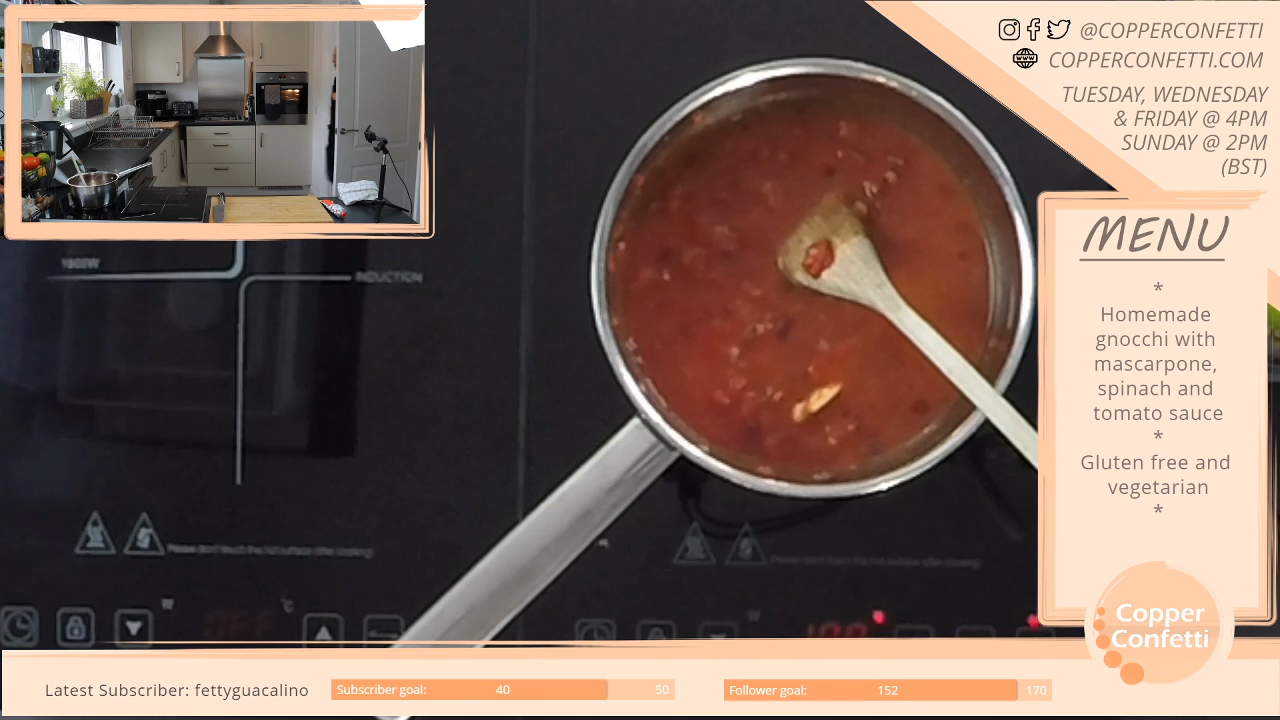 @COPPERCONFETTI
COPPERCONFETTI.COM
TUESDAY, WEDNESDAY
& FRIDAY @ 4PM
SUNDAY @ 2PM
(BST)
MENU
*
Homemade
gnocchi with
mascarpone,
spinach and
tomato sauce
*
Gluten free and
vegetarian
*
Copper
Confetti
INDUCTION
Latest Subscriber: fettyguacalino
Subscriber goal: 40 50
Follower goal: 152 170